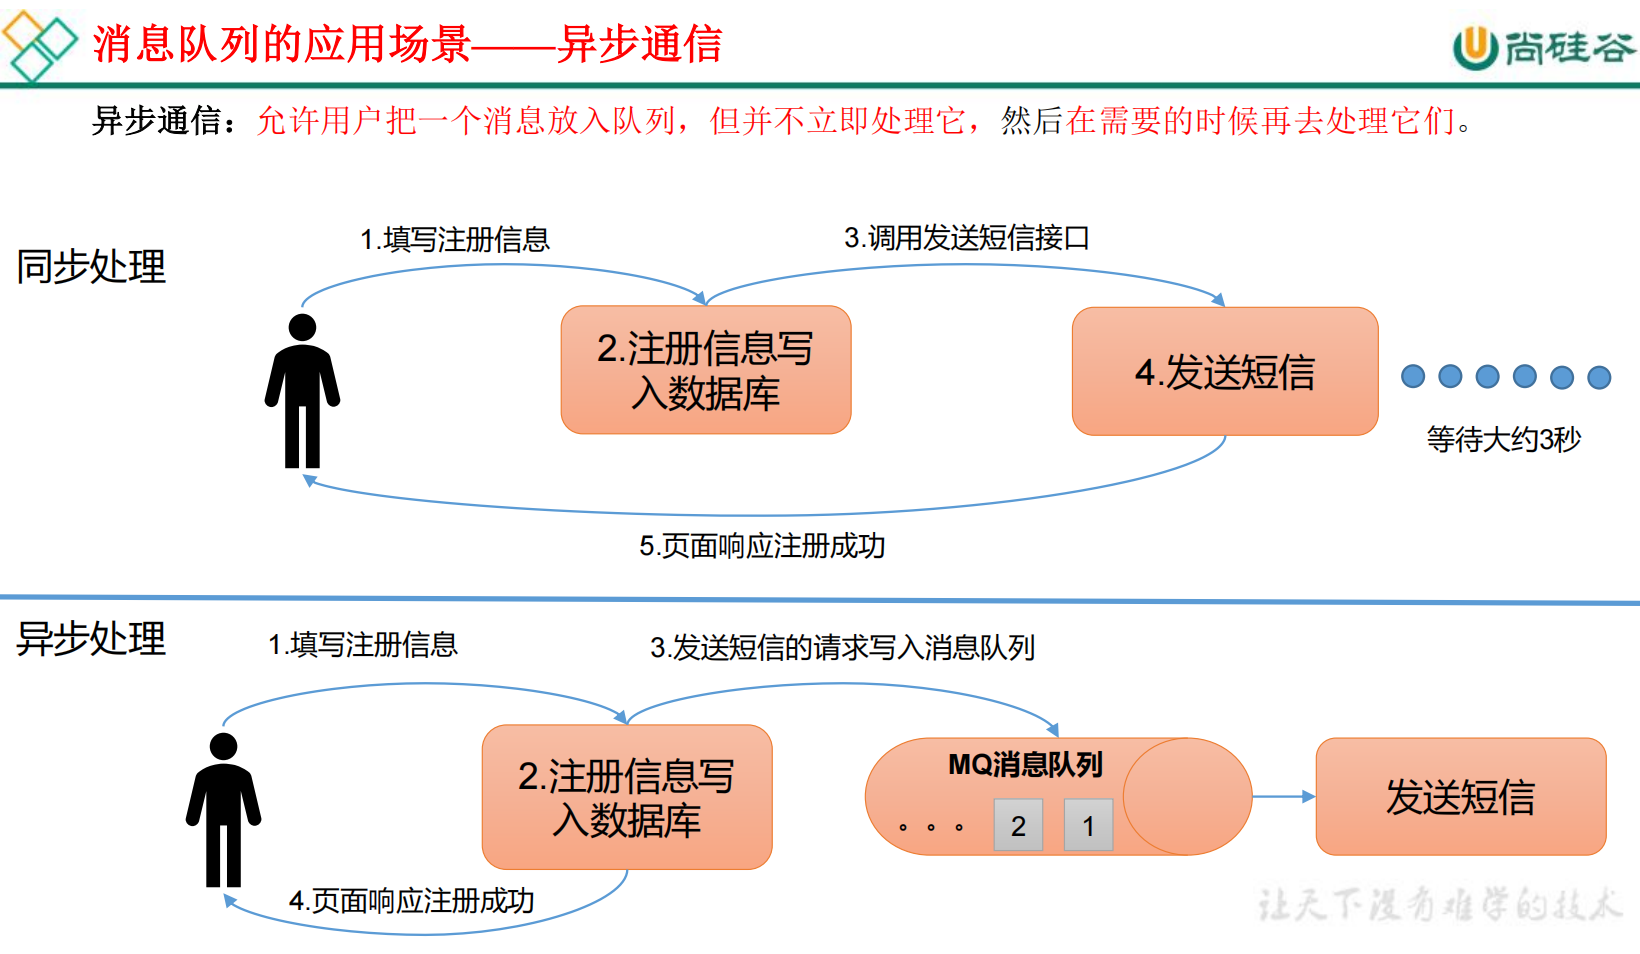 消息队列的应用场景——异步通信
尚硅谷
异步通信：允许用户把一个消息放入队列，但并不立即处理它，然后在需要的时候再去处理它们。
同步处理
1.填写注册信息
3.调用发送短信接口
2.注册信息写
入数据库
4.发送短信
等待大约3秒
5.页面响应注册成功
异步处理
1.填写注册信息
3.发送短信的请求写入消息队列
2.注册信息写
入数据库
MQ消息队列
。。。 2 1
发送短信
4.页面响应注册成功
让天下没有难学的技术